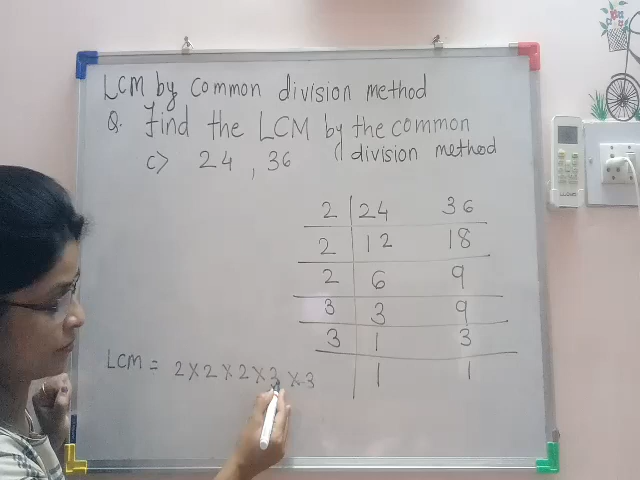 LCM by common division method
Q. Find the LCM by the common
division method
c> 24, 36
2 24 36
2 12 18
2 6 9
3 3 9
3 1 3
1 1
LCM = 2×2×2×3×3